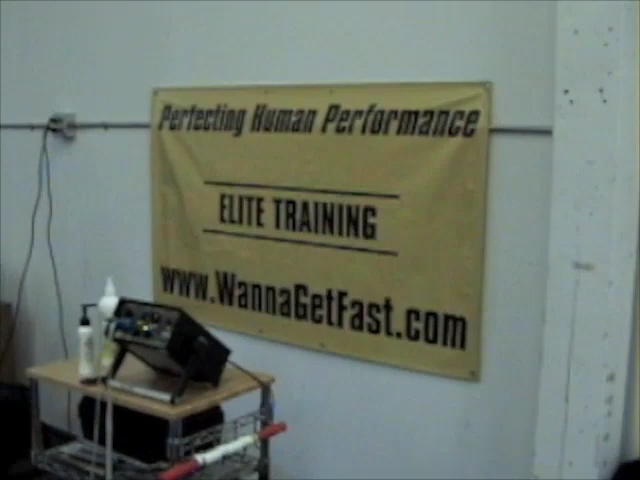 Perfecting Human Performance
ELITE TRAINING
www.WannaGetFast.com